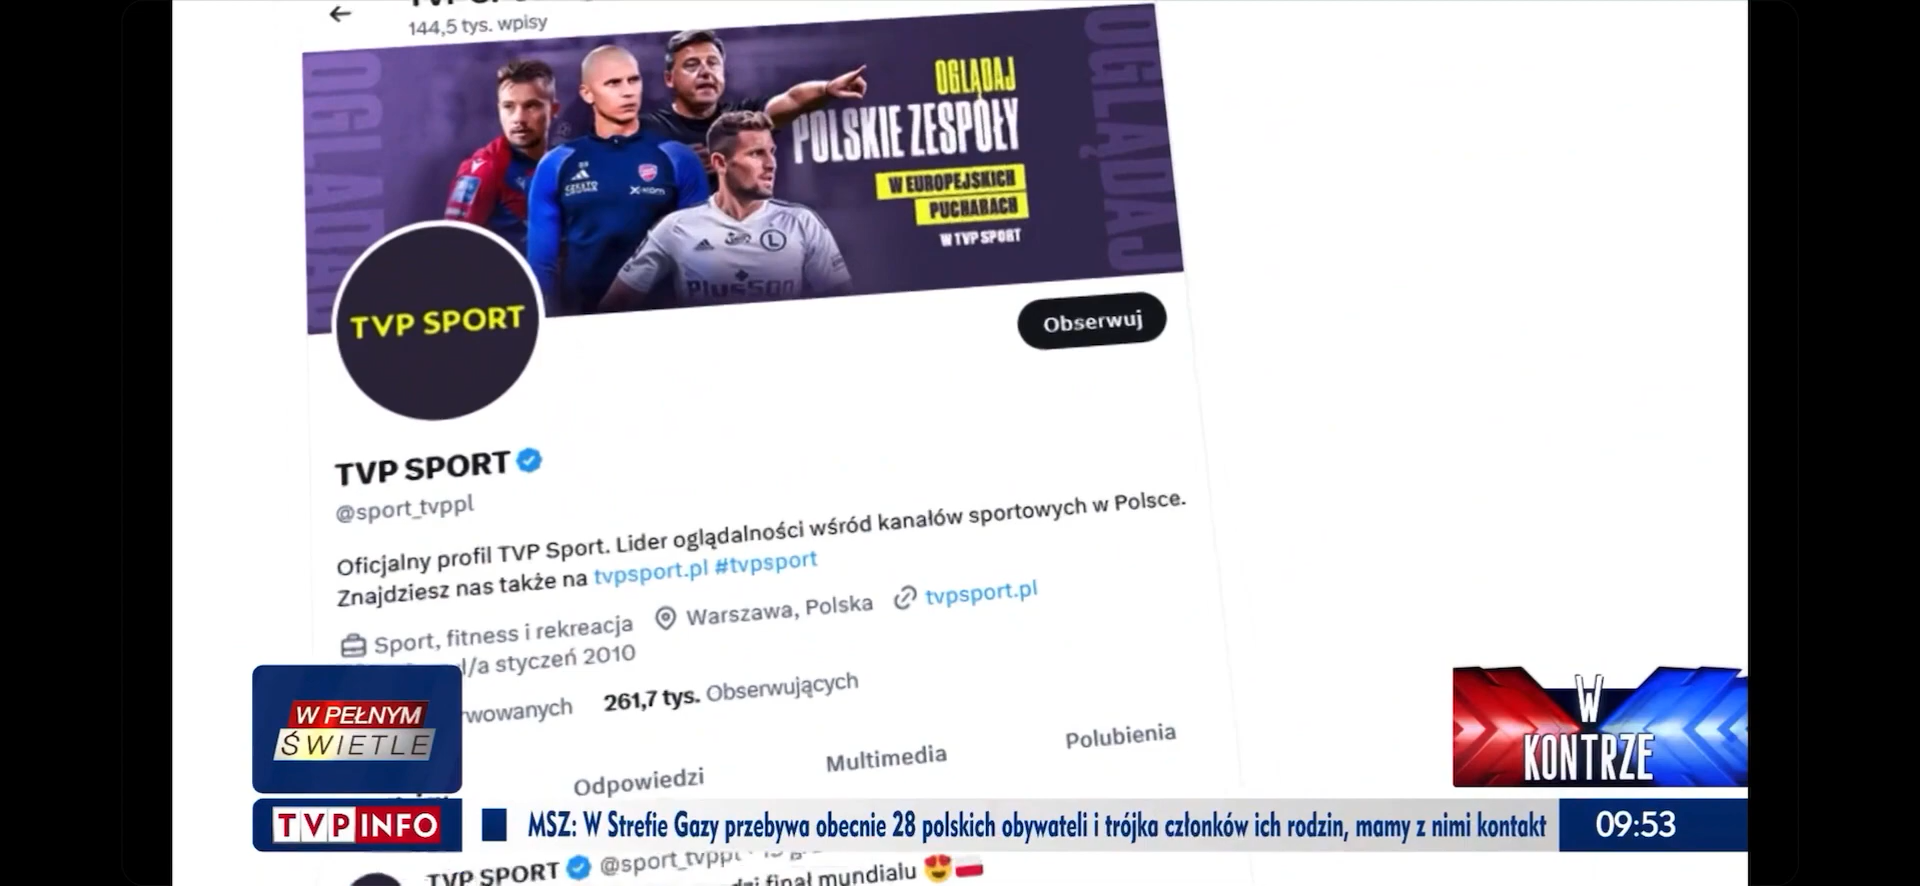 144,5 tys. wpisy
OGLĄDAJ
OGLĄDAJ
POLSKIE ZESPOŁY
W EUROPEJSKICH
PUCHARACH
W TVP SPORT
OGLĄDAJ
X-KOM
L
Plus500
TVP SPORT
Obserwuj
TVP SPORT
@sport_tvppl
Oficjalny profil TVP Sport. Lider oglądalności wśród kanałów sportowych w Polsce.
Znajdziesz nas także na tvpsport.pl #tvpsport
Sport, fitness i rekreacja Warszawa, Polska tvpsport.pl
styczeń 2010
261,7 tys. Obserwujących
Odpowiedzi Multimedia Polubienia
W PEŁNYM
ŚWIETLE
W
KONTRZE
TVP INFO
MSZ: W Strefie Gazy przebywa obecnie 28 polskich obywateli i trójka członków ich rodzin, mamy z nimi kontakt
09:53
TVP SPORT @sport_tvppl
finał mundialu